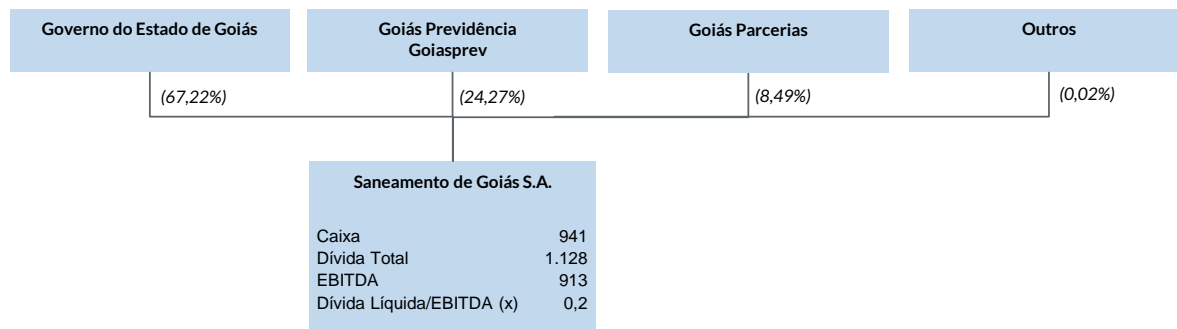 Governo do Estado de Goiás
Goiás Previdência
Goiasprev
Goiás Parcerias
Outros
(67,22%)
(24,27%)
(8,49%)
(0,02%)
Saneamento de Goiás S.A.
Caixa 941
Dívida Total 1.128
EBITDA 913
Dívida Líquida/EBITDA (x) 0,2